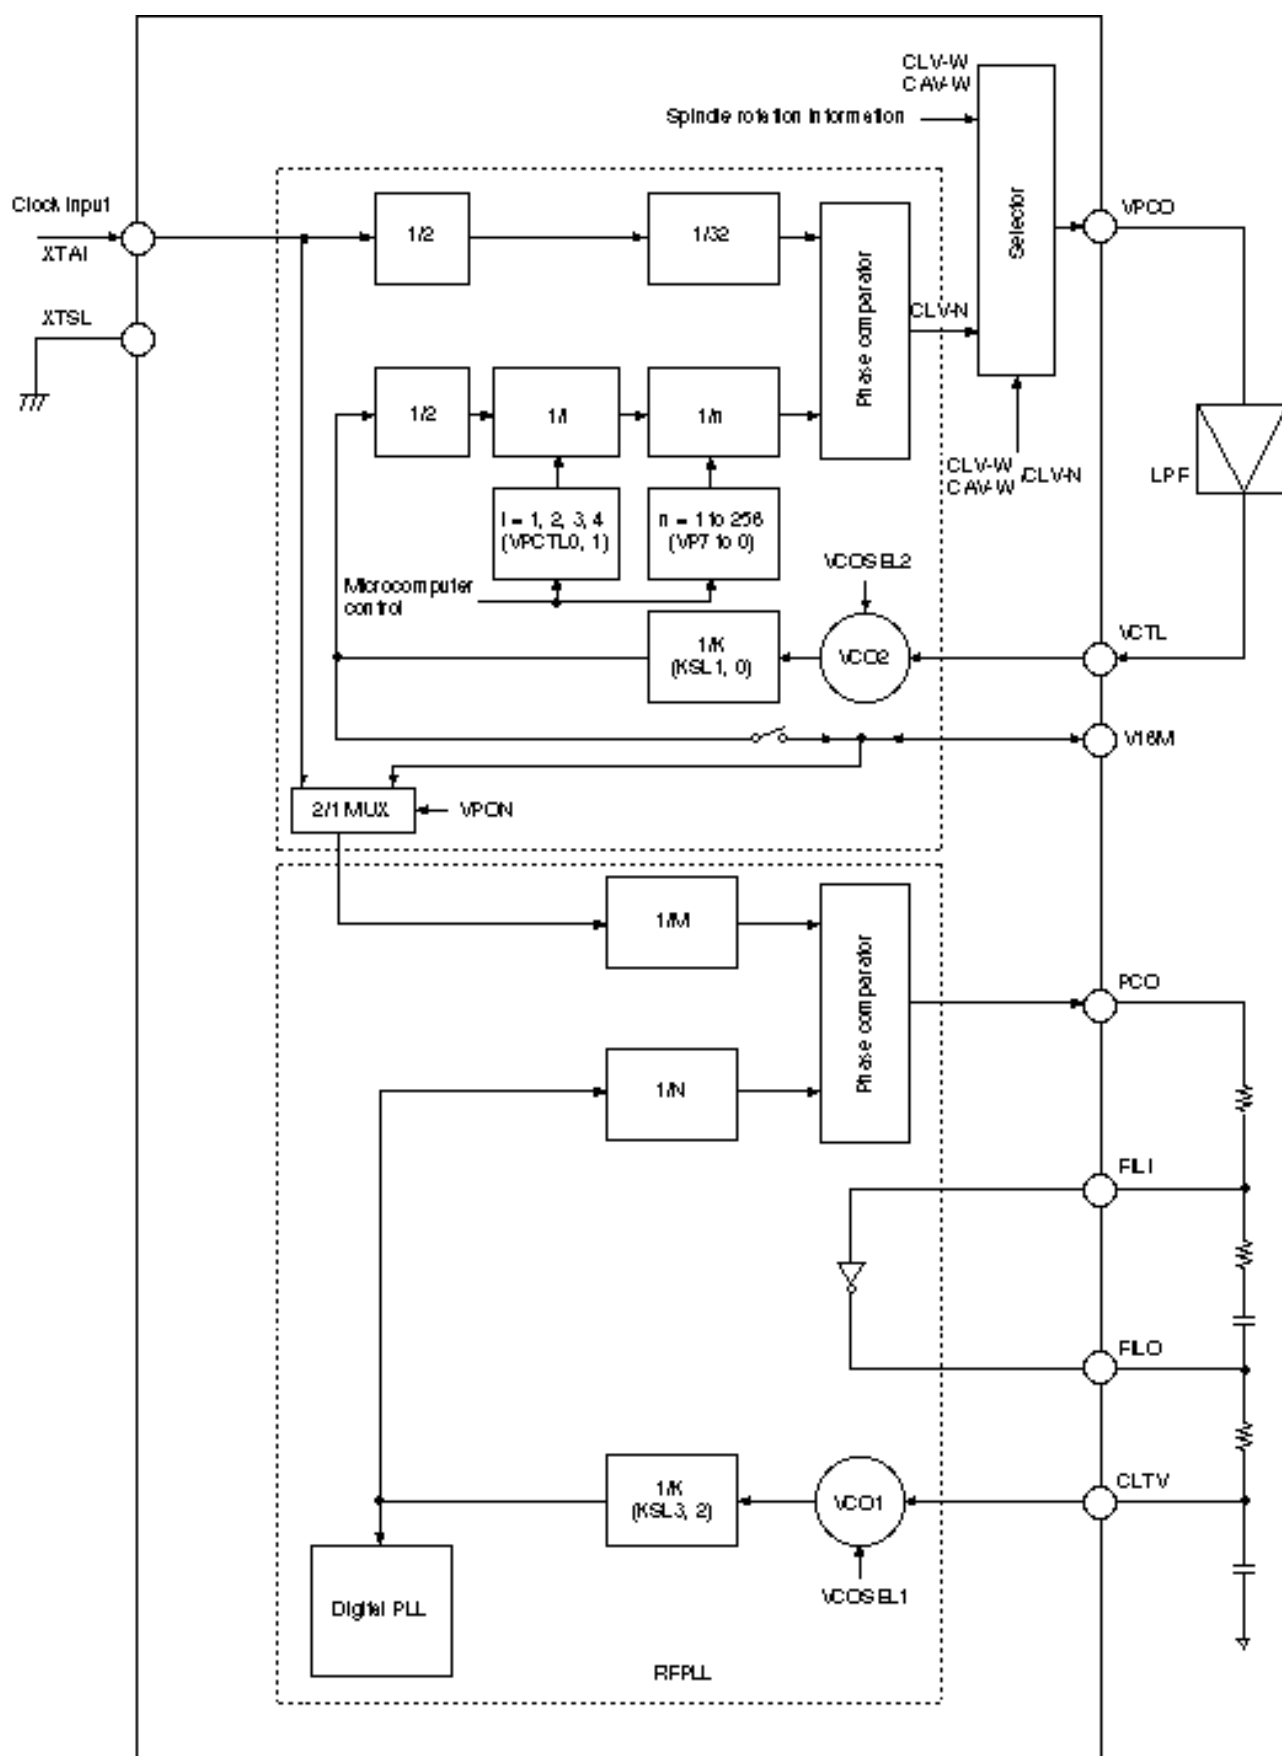 CLV-W
CAV-W
Spindle rotation information
Clock input
XTAI
XTSL
1/2
1/32
Phase comparator
Selector
VPCO
CLV-N
1/2
1/l
1/n
CLV-W
CAV-W
/CLV-N
LPF
l = 1, 2, 3, 4
(VPCTL0, 1)
n = 1 to 256
(VP7 to 0)
Microcomputer
control
VCOSEL2
1/K
(KSL1, 0)
VCO2
VCTL
V16M
2/1 MUX
VPON
1/M
Phase comparator
PCO
1/N
FILI
FILO
1/K
(KSL3, 2)
VCO1
CLTV
VCOSEL1
Digital PLL
RFPLL